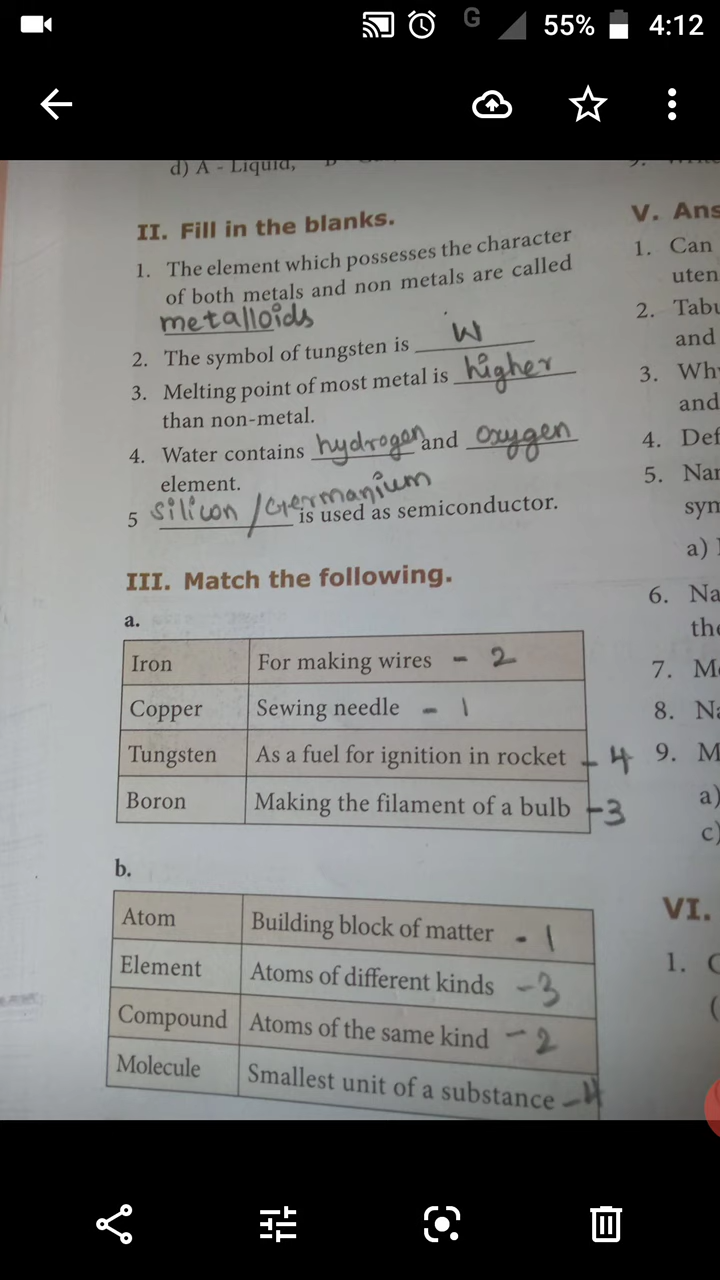 G 55% 4:12
d) A - Liquid,
II. Fill in the blanks.
1. The element which possesses the character
of both metals and non metals are called
metalloids
2. The symbol of tungsten is W
3. Melting point of most metal is higher
than non-metal.
4. Water contains hydrogen and oxygen
element.
5 silicon / Germanium is used as semiconductor.
III. Match the following.
a.
Iron For making wires - 2
Copper Sewing needle - 1
Tungsten As a fuel for ignition in rocket - 4
Boron Making the filament of a bulb - 3
b.
Atom Building block of matter - 1
Element Atoms of different kinds - 3
Compound Atoms of the same kind - 2
Molecule Smallest unit of a substance - 4
V. Ans
1. Can
uten
2. Tabu
and
3. Wh
and
4. Def
5. Nar
syn
a)
6. Na
the
7. M
8. Na
9. M
a)
c)
VI.
1.